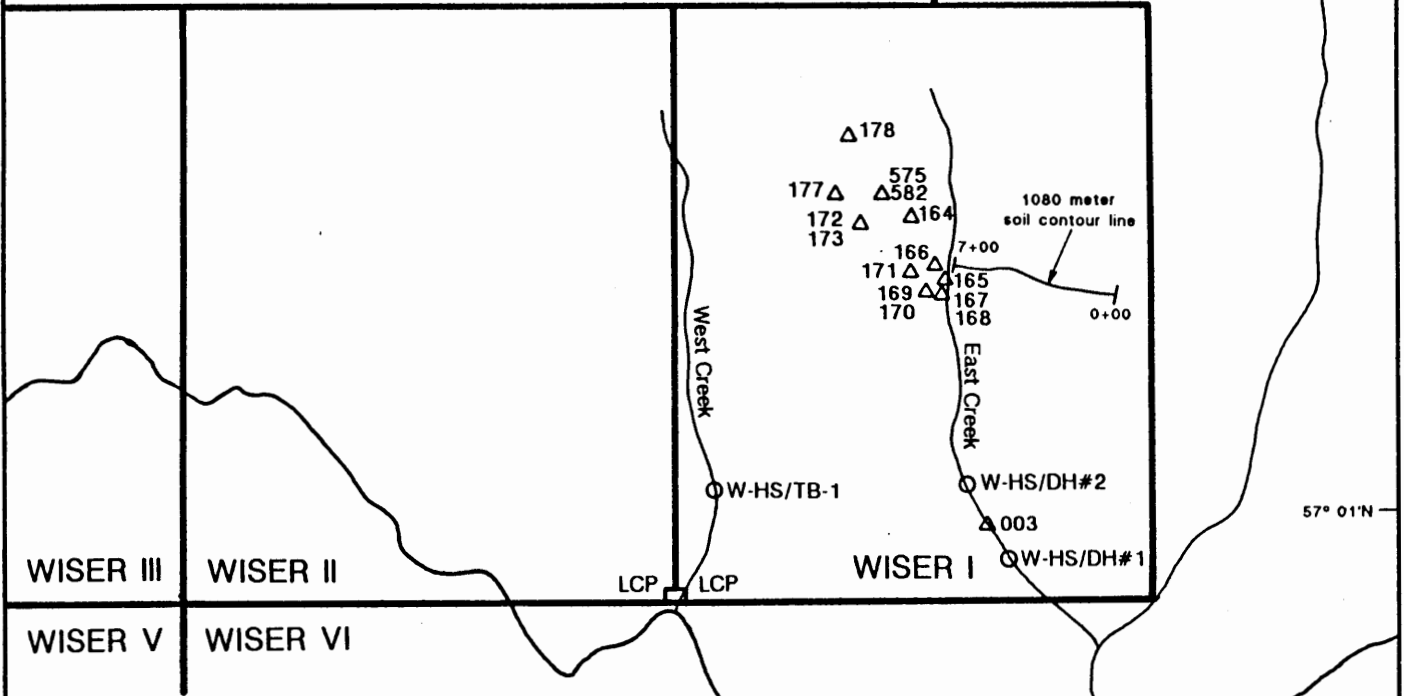 178
575
177
582
164
172
173
1080 meter
soil contour line
7+00
166
171
165
169
167
170
168
0+00
West Creek
East Creek
W-HS/TB-1
W-HS/DH#2
003
57° 01'N
W-HS/DH#1
WISER III
WISER II
WISER I
LCP
LCP
WISER V
WISER VI